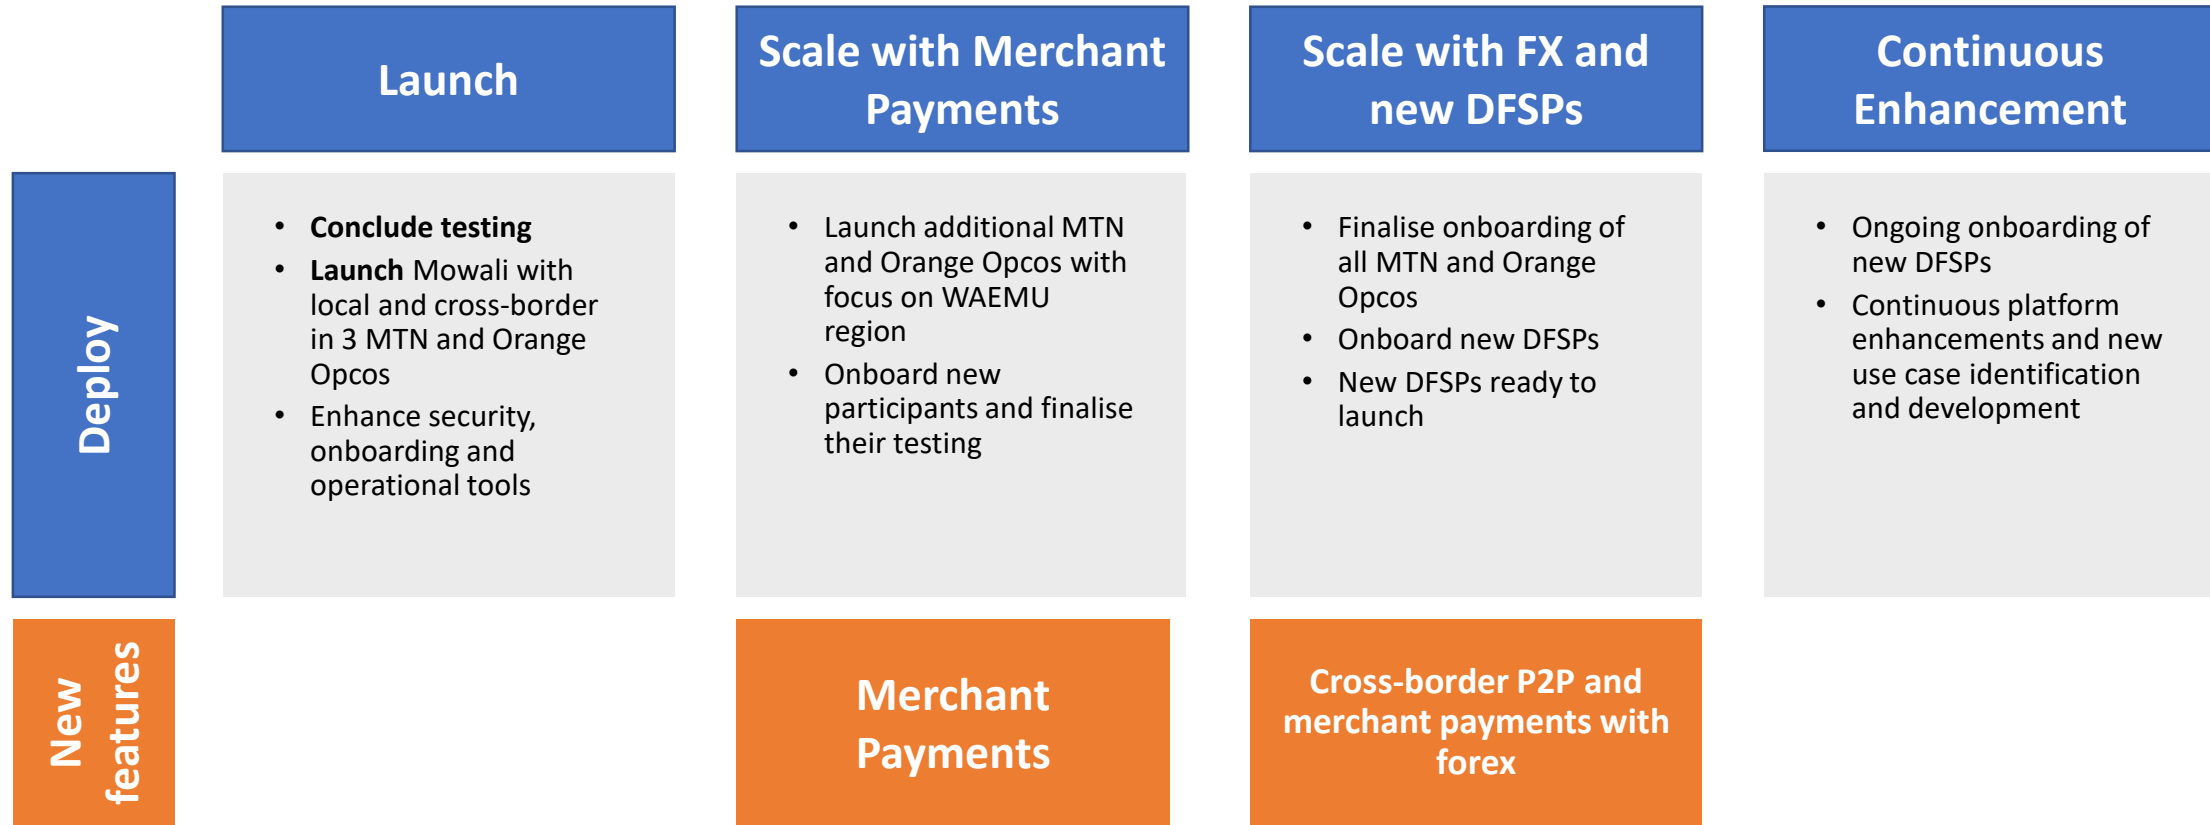 Launch
Scale with Merchant
Payments
Scale with FX and
new DFSPs
Continuous
Enhancement
Deploy
• Conclude testing
• Launch Mowali with
local and cross-border
in 3 MTN and Orange
Opcos
• Enhance security,
onboarding and
operational tools
• Launch additional MTN
and Orange Opcos with
focus on WAEMU
region
• Onboard new
participants and finalise
their testing
• Finalise onboarding of
all MTN and Orange
Opcos
• Onboard new DFSPs
• New DFSPs ready to
launch
• Ongoing onboarding of
new DFSPs
• Continuous platform
enhancements and new
use case identification
and development
New
features
Merchant
Payments
Cross-border P2P and
merchant payments with
forex